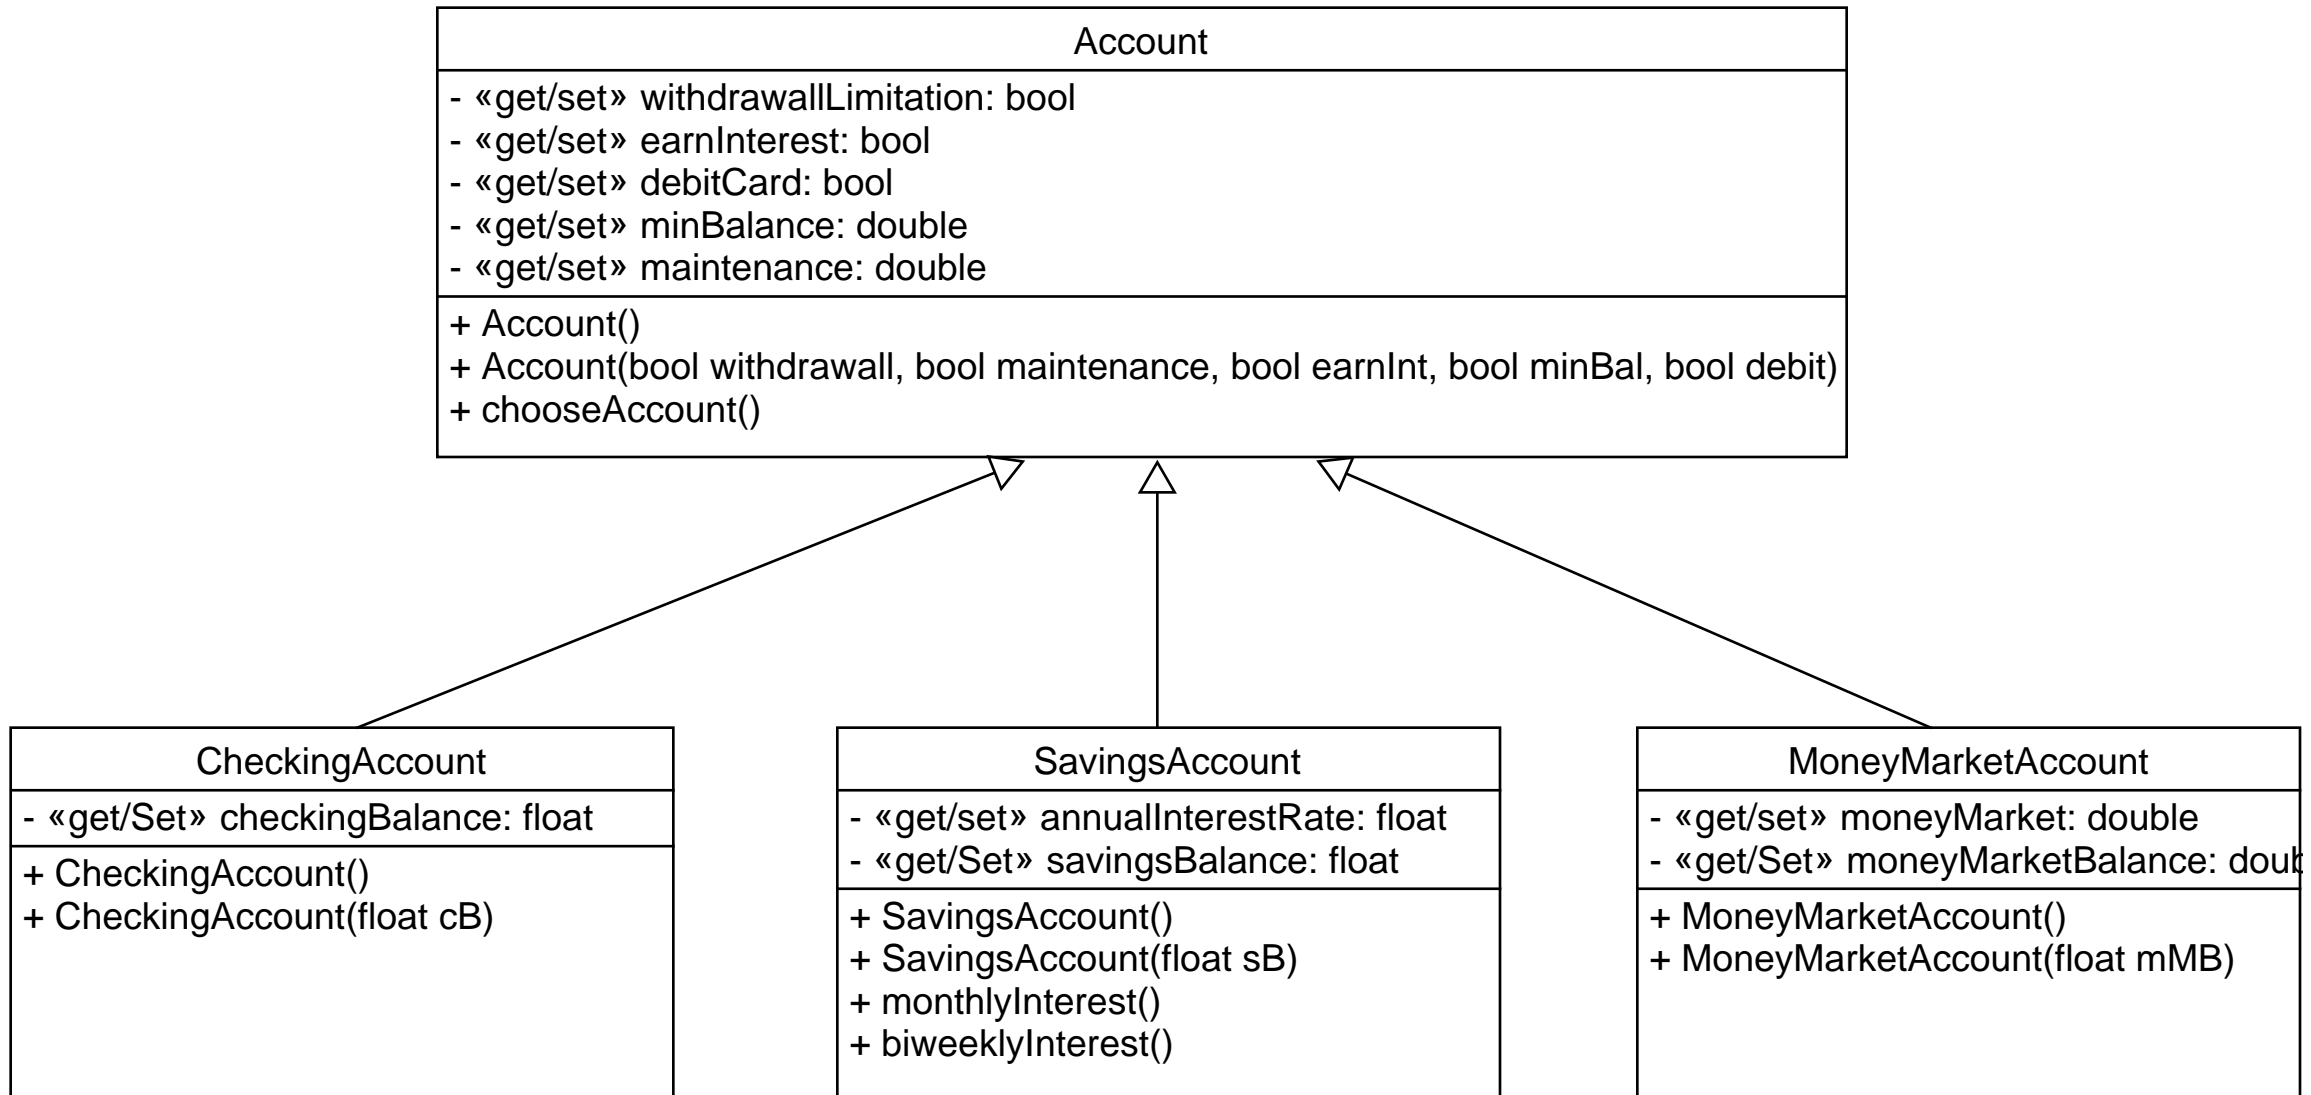 Account
- «get/set» withdrawallLimitation: bool
- «get/set» earnInterest: bool
- «get/set» debitCard: bool
- «get/set» minBalance: double
- «get/set» maintenance: double
+ Account()
+ Account(bool withdrawall, bool maintenance, bool earnInt, bool minBal, bool debit)
+ chooseAccount()
CheckingAccount
- «get/Set» checkingBalance: float
+ CheckingAccount()
+ CheckingAccount(float cB)
SavingsAccount
- «get/set» annualInterestRate: float
- «get/Set» savingsBalance: float
+ SavingsAccount()
+ SavingsAccount(float sB)
+ monthlyInterest()
+ biweeklyInterest()
MoneyMarketAccount
- «get/set» moneyMarket: double
- «get/Set» moneyMarketBalance:
+ MoneyMarketAccount()
+ MoneyMarketAccount(float mMB)